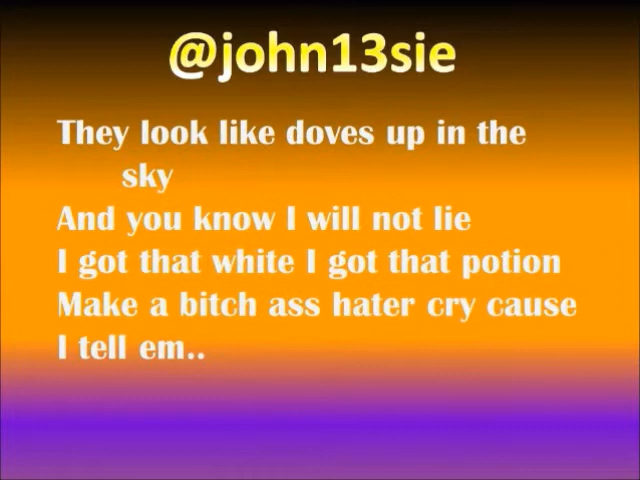 @john13sie
They look like doves up in the
sky
And you know I will not lie
I got that white I got that potion
Make a bitch ass hater cry cause
I tell em..